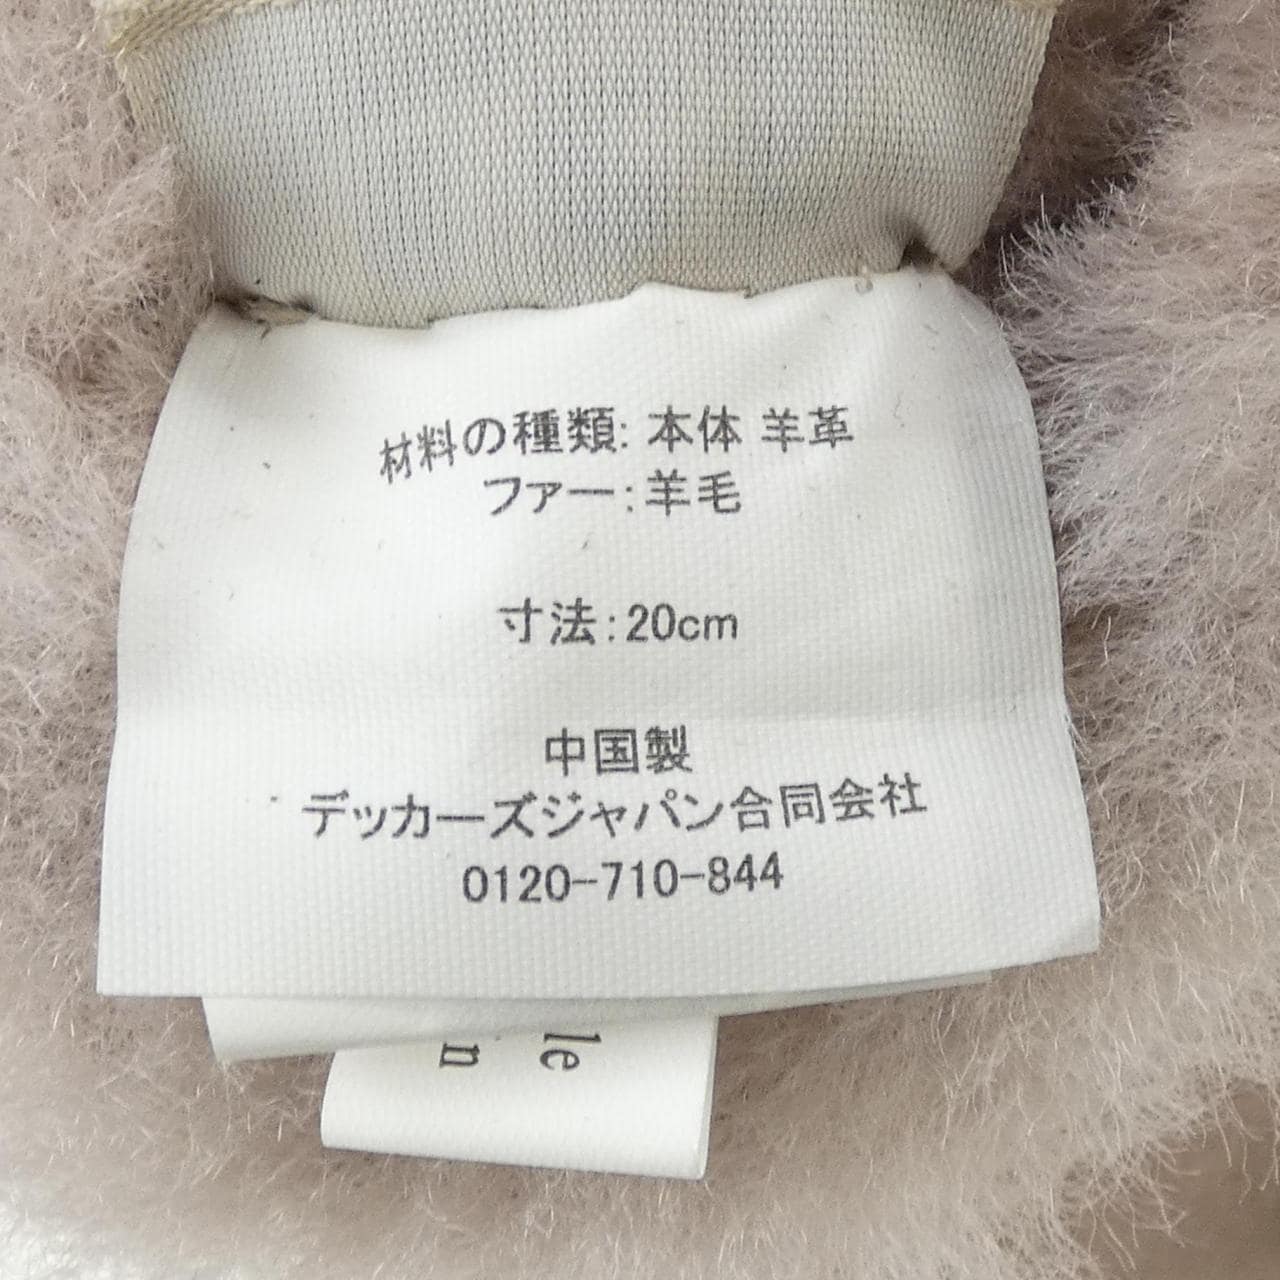 材料の種類: 本体 羊革
ファー:羊毛
寸法:20cm
中国製
デッカーズジャパン合同会社
0120-710-844
le
n